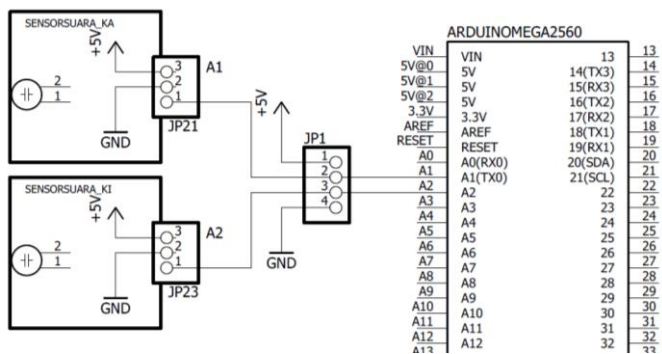 SENSORSUARA_KA
+5V
3
2
1
A1
2
1
GND
JP21
SENSORSUARA_KI
+5V
3
2
1
A2
2
1
GND
JP23
+5V
JP1
1
2
3
4
GND
ARDUINOMEGA2560
VIN VIN 13 13
5V@0 5V 14(TX3) 14
5V@1 5V 15(RX3) 15
5V@2 5V 16(TX2) 16
3.3V 3.3V 17(RX2) 17
AREF AREF 18(TX1) 18
RESET RESET 19(RX1) 19
A0 A0(RX0) 20(SDA) 20
A1 A1(TX0) 21(SCL) 21
A2 A2 22 22
A3 A3 23 23
A4 A4 24 24
A5 A5 25 25
A6 A6 26 26
A7 A7 27 27
A8 A8 28 28
A9 A9 29 29
A10 A10 30 30
A11 A11 31 31
A12 A12 32 32
A13 33